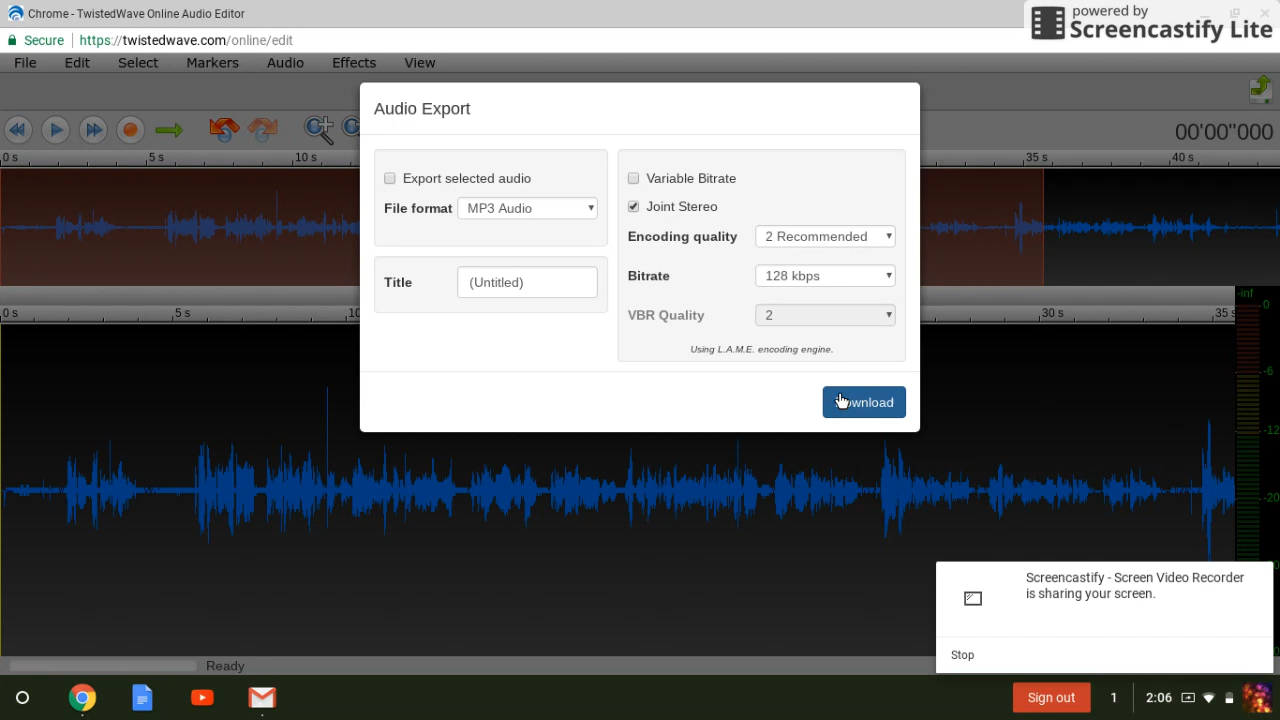 Chrome - TwistedWave Online Audio Editor
powered by
Screencastify Lite
Secure https://twistedwave.com/online/edit
File Edit Select Markers Audio Effects View
Audio Export
00'00"000
0 s 5 s 10 s 35 s 40 s
Export selected audio
File format MP3 Audio
Title (Untitled)
Variable Bitrate
Joint Stereo
Encoding quality 2 Recommended
Bitrate 128 kbps
VBR Quality 2
Using L.A.M.E. encoding engine.
Download
0 s 5 s 30 s 35 s
-inf
0
-6
-12
-20
Screencastify - Screen Video Recorder
is sharing your screen.
Stop
Ready
Sign out 1 2:06